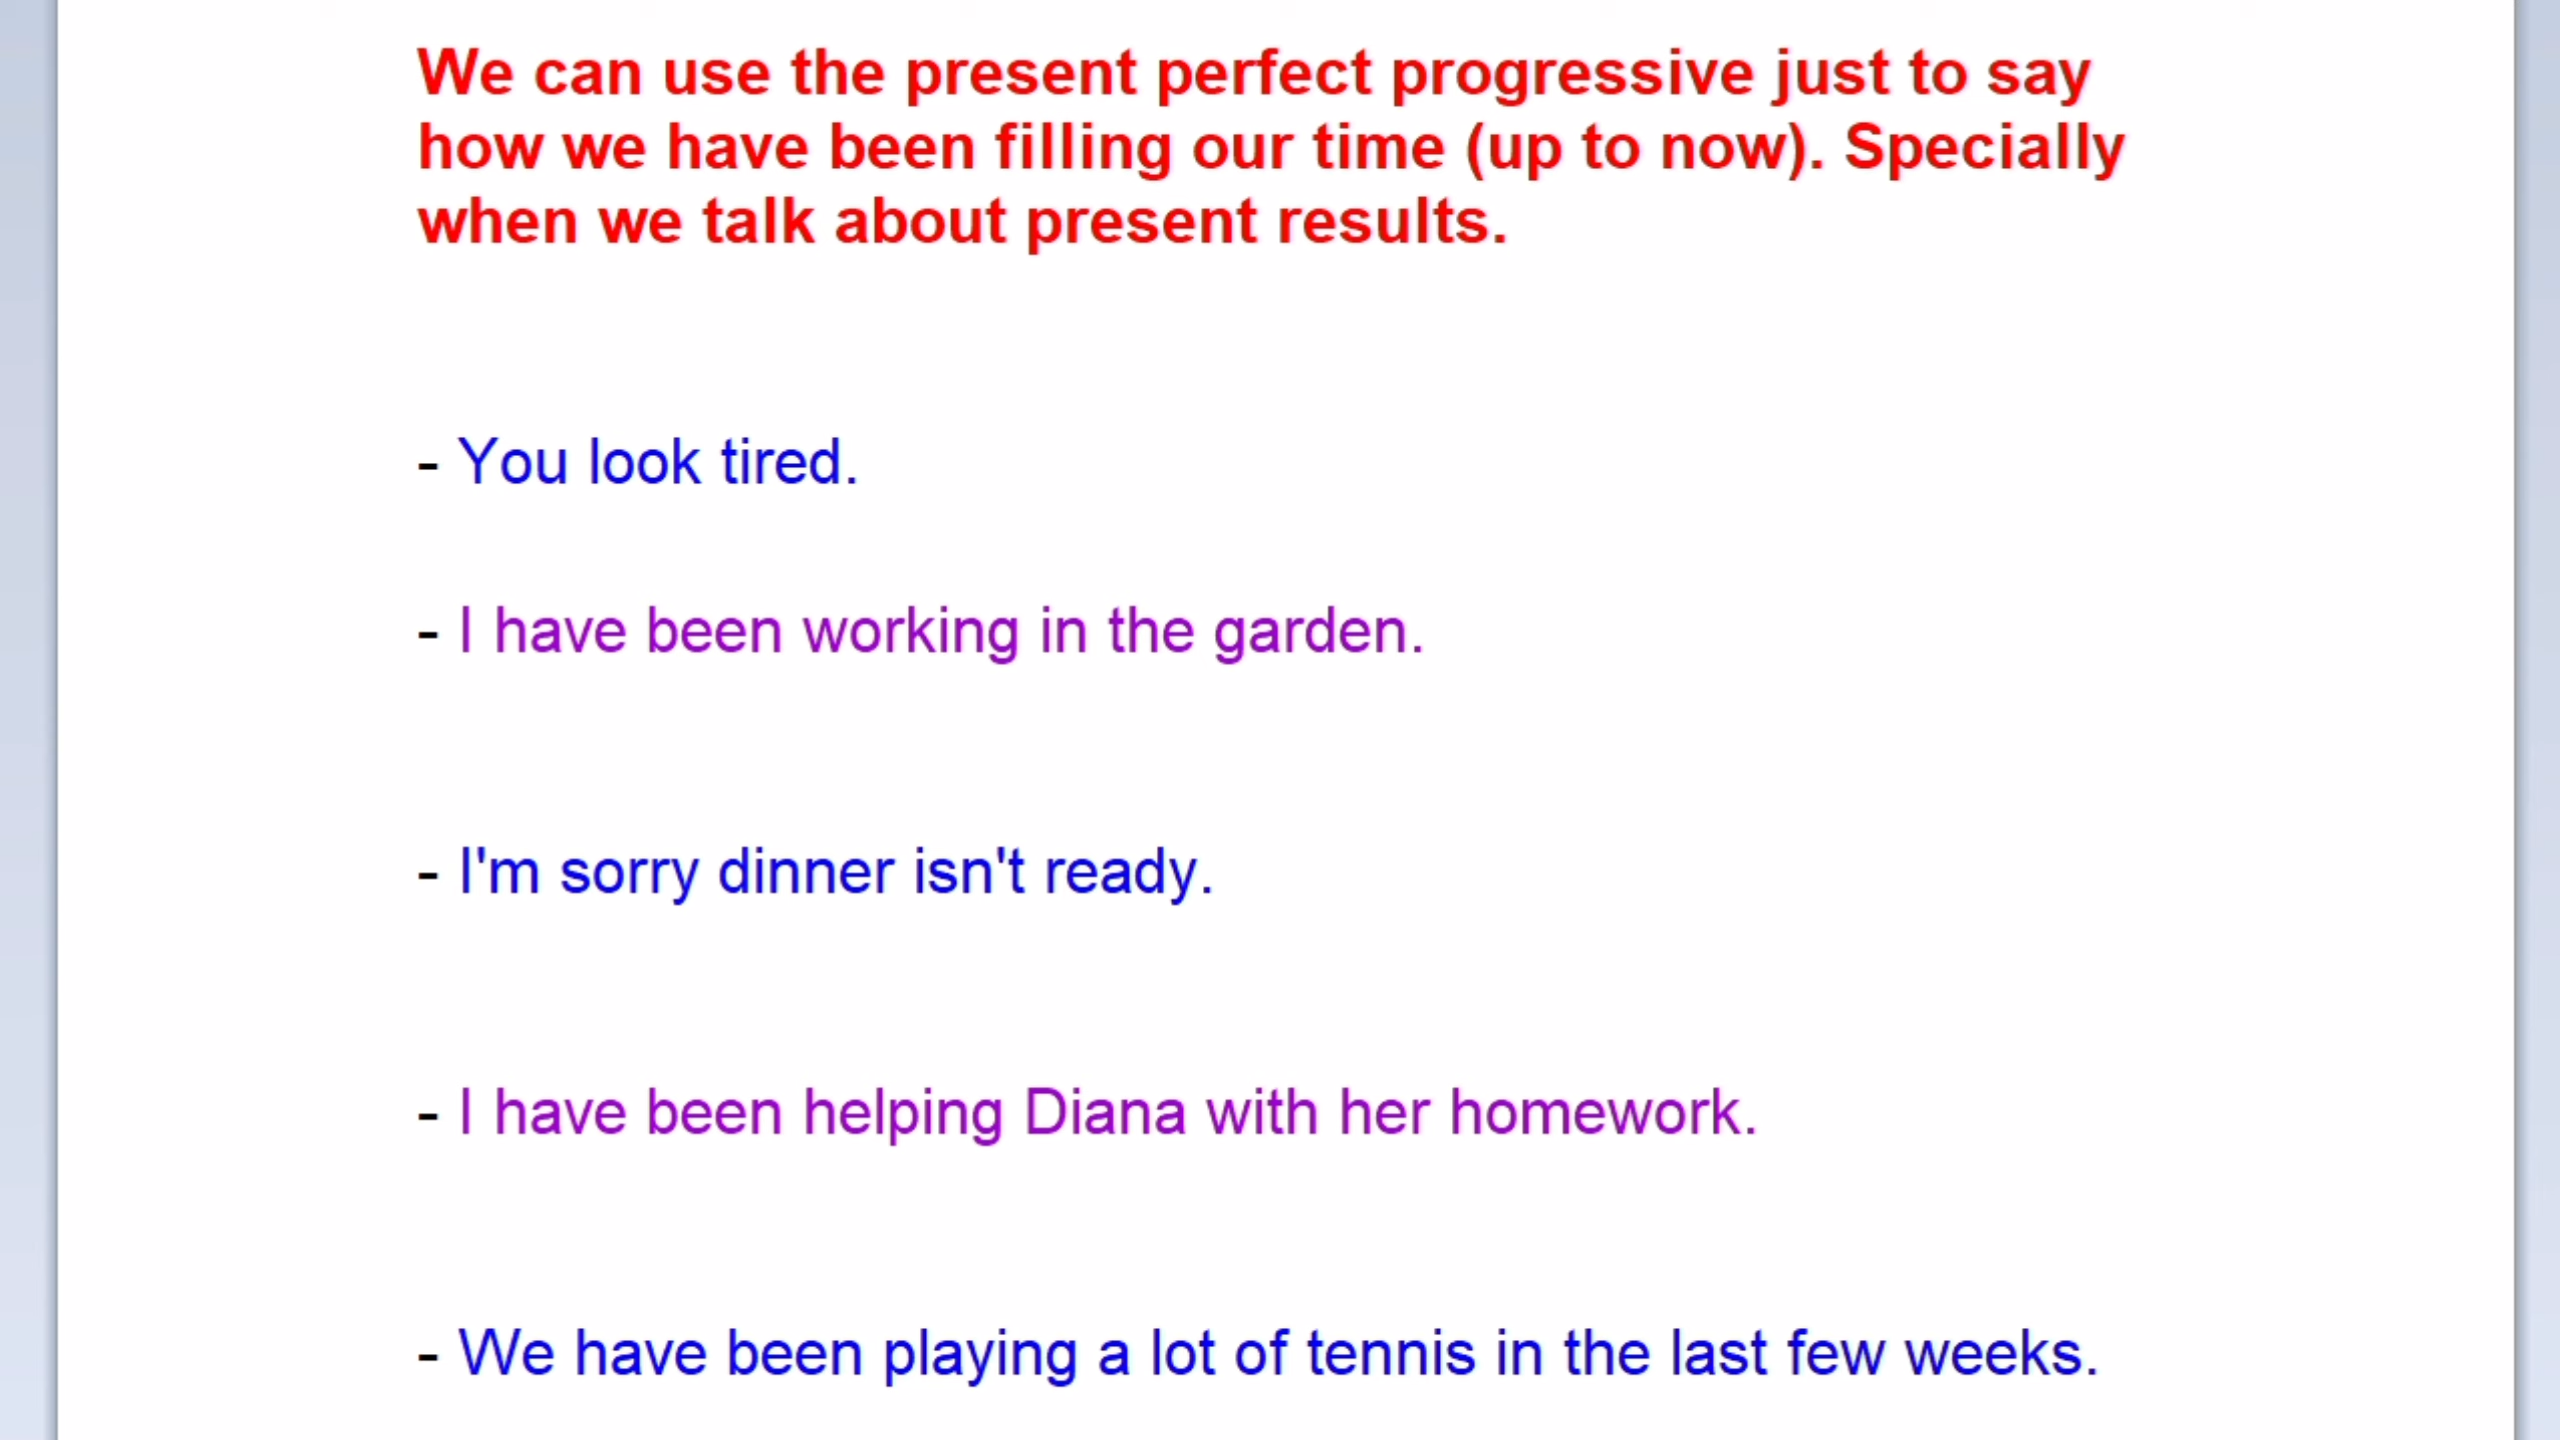 We can use the present perfect progressive just to say
how we have been filling our time (up to now). Specially
when we talk about present results.
- You look tired.
- I have been working in the garden.
- I'm sorry dinner isn't ready.
- I have been helping Diana with her homework.
- We have been playing a lot of tennis in the last few weeks.